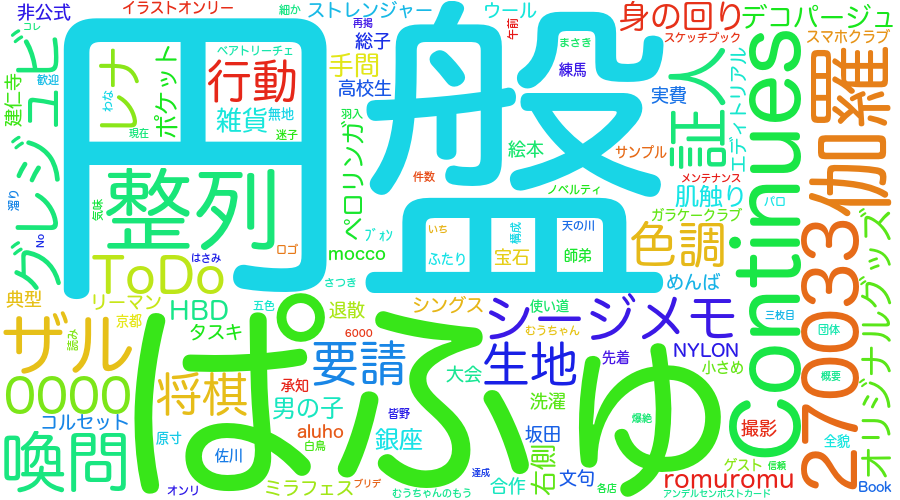 非公式
イラストオンリー
細か
ストレンジャー
再掲
ウール
午前
身の回り
デコパージュ
コレ
歓迎
建仁寺
グレジュビ
わな
レナ
現在
ポケット
ベアトリーチェ
行動
雑貨
無地
迷子
総子
手間
高校生
羽入
ペロリンガ
円盤
まさき
練馬
スケッチブック
スマホクラブ
実費
証人
エディトリアル
Continues
伽羅
絵本
サンプル
メンテナンス
件数
ノベルティ
肌触り
パロ
ガラケークラブ
No
整列
気味
ロゴ
はさみ
ToDo
mocco
ブォン
いち
ふたり
構成
宝石
天の川
師弟
色調
めんば
270033
オリジナルグッズ
典型
リーマン
HBD
五色
さつき
退散
シングス
使い道
シージメモ
三枚目
団体
ザル
京都
読み
タスキ
6000
むうちゃん
ぱふゅ
要請
生地
先着
NYLON
小さめ
概要
0000
将棋
承知
男の子
大会
洗濯
コルセット
皆野
爆絶
撮影
喚問
原寸
佐川
aluho
白鳥
銀座
坂田
右側
全貌
オンリ
ミラフェス
ブリデ
むうちゃんのもう
達成
合作
文句
各店
romuromu
ゲスト
信頼
アンデルセンポストカード
Book